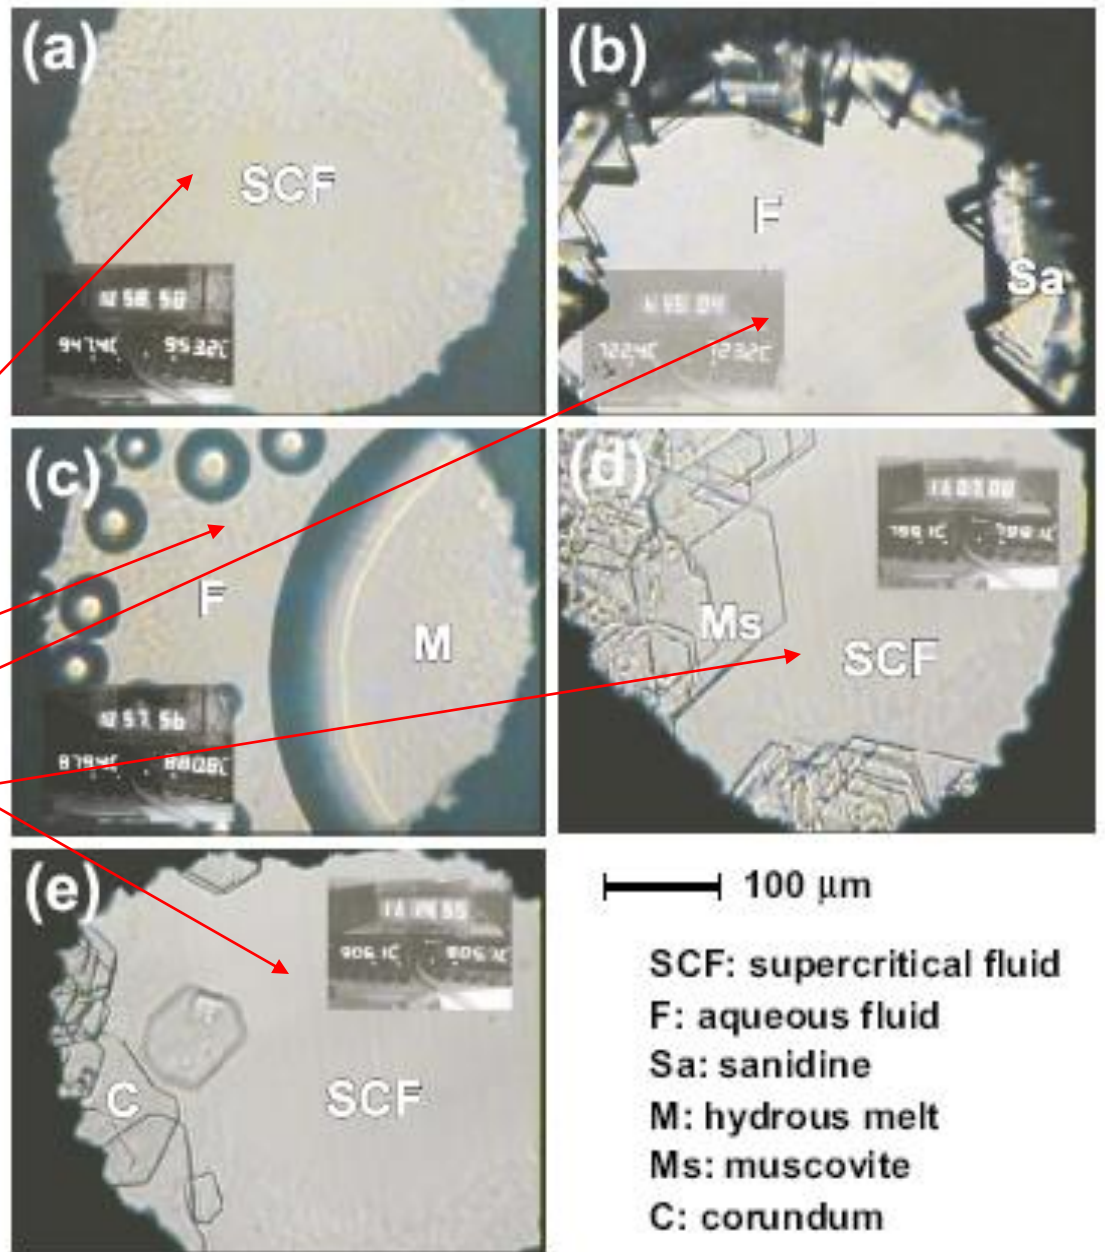 (a)
SCF
(b)
F
Sa
(c)
F
M
(d)
Ms
SCF
(e)
C
SCF
100 μm
SCF: supercritical fluid
F: aqueous fluid
Sa: sanidine
M: hydrous melt
Ms: muscovite
C: corundum